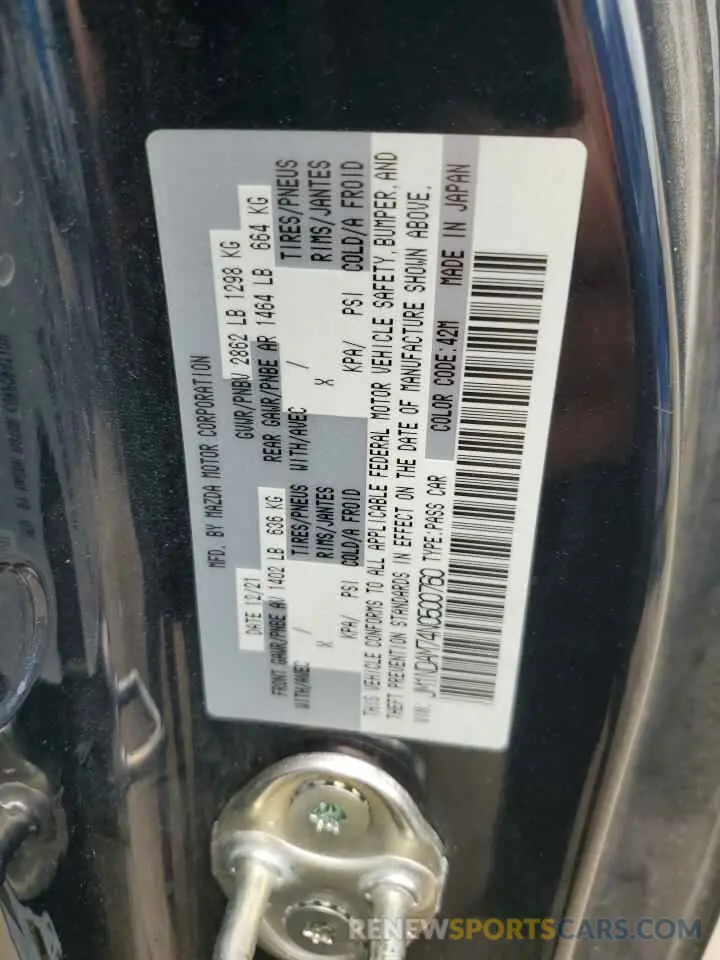 MFD. BY MAZDA MOTOR CORPORATION
DATE 12/21 GVWR/PNBV 2862 LB 1298 KG
FRONT GAWR/PNBE AV 1402 LB 636 KG REAR GAWR/PNBE AR 1464 LB 664 KG
WITH/AVEC TIRES/PNEUS WITH/AVEC TIRES/PNEUS
/ X RIMS/JANTES / X RIMS/JANTES
KPA/ PSI COLD/A FROID KPA/ PSI COLD/A FROID
THIS VEHICLE CONFORMS TO ALL APPLICABLE FEDERAL MOTOR VEHICLE SAFETY, BUMPER, AND
THEFT PREVENTION STANDARDS IN EFFECT ON THE DATE OF MANUFACTURE SHOWN ABOVE.
VIN: JM1NDAM74N0500760 TYPE:PASS CAR COLOR CODE:42M MADE IN JAPAN
RENEWSPORTSCARS.COM